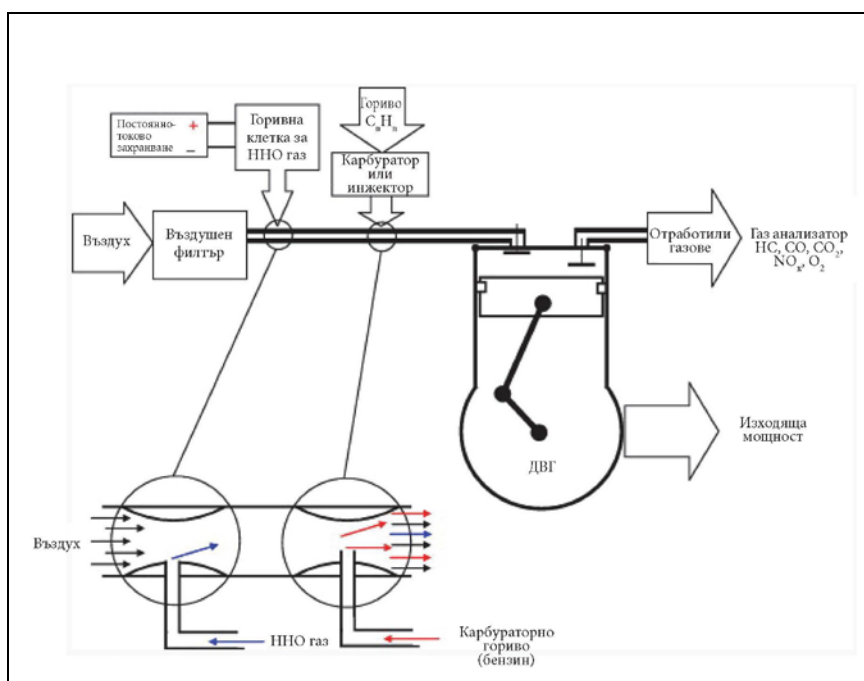 Постоянно-
токово
захранване
+
–
Горивна
клетка за
HHO газ
Гориво
CnHn
Карбуратор
или
инжектор
Въздух
Въздушен
филтър
Отработили
газове
Газ анализатор
HC, CO, CO2,
NOx, O2
Изходяща
мощност
ДВГ
Въздух
HHO газ
Карбураторно
гориво
(бензин)